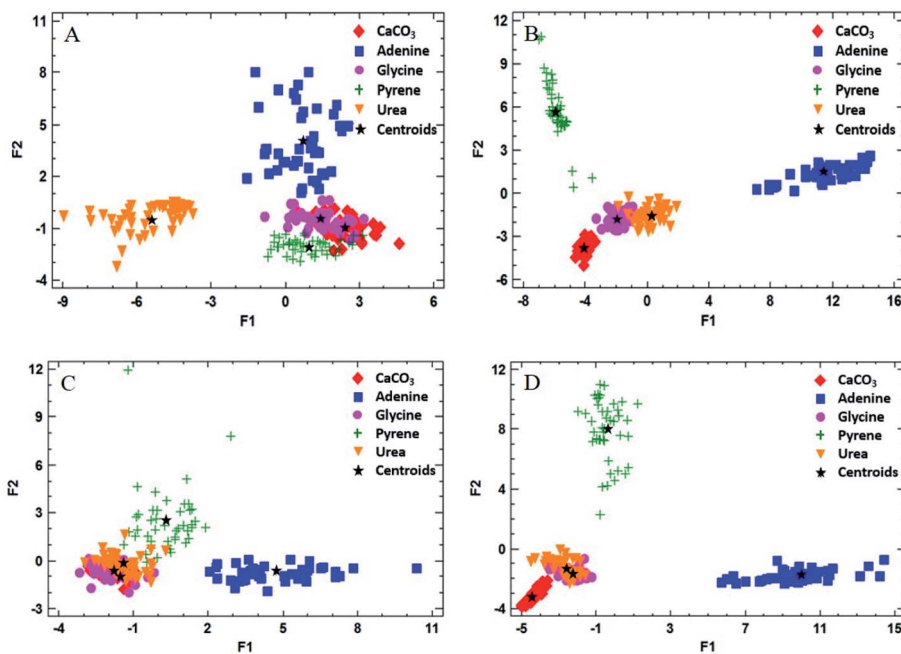 A
CaCO₃
Adenine
Glycine
Pyrene
Urea
Centroids
F2
11
8
5
2
-1
-4
-9
-6
-3
0
3
6
F1
B
CaCO₃
Adenine
Glycine
Pyrene
Urea
Centroids
F2
12
9
6
3
0
-3
-6
-8
-4
0
4
8
12
16
F1
C
CaCO₃
Adenine
Glycine
Pyrene
Urea
Centroids
F2
12
9
6
3
0
-3
-4
-1
2
5
8
11
F1
D
CaCO₃
Adenine
Glycine
Pyrene
Urea
Centroids
F2
12
8
4
0
-4
-5
-1
3
7
11
15
F1